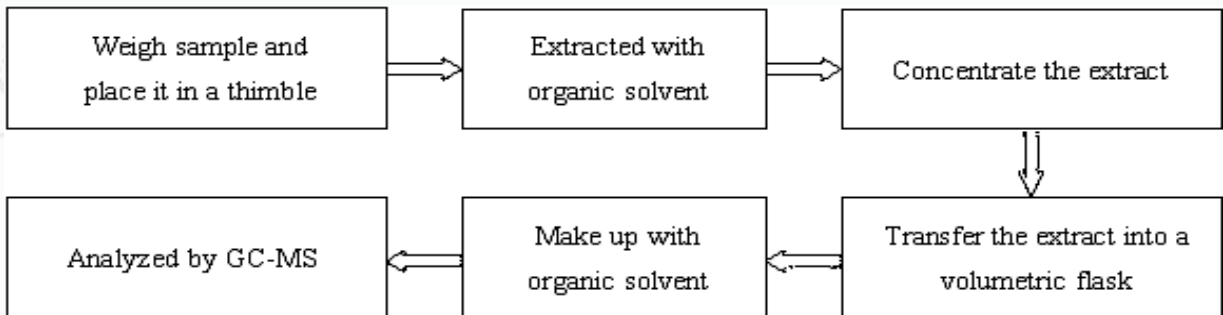 Weigh sample and
place it in a thimble
Extracted with
organic solvent
Concentrate the extract
Transfer the extract into a
volumetric flask
Make up with
organic solvent
Analyzed by GC-MS